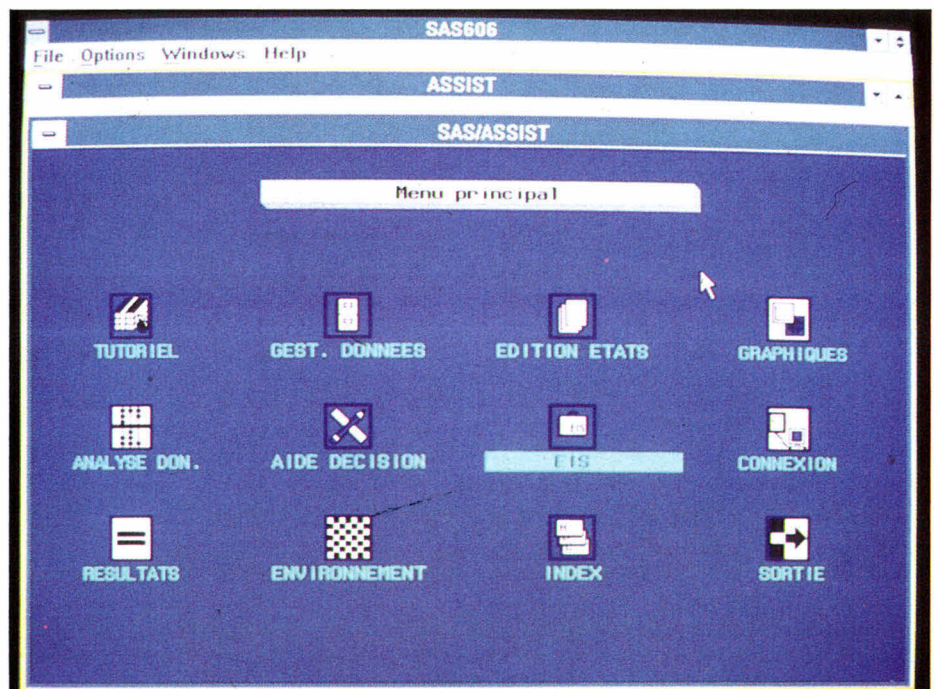 SAS606
File Options Windows Help
ASSIST
SAS/ASSIST
Menu principal
TUTORIEL GEST. DONNEES EDITION ETATS GRAPHIQUES
EIS
ANALYSE DON. AIDE DECISION EIS CONNEXION
RESULTATS ENVIRONNEMENT INDEX SORTIE